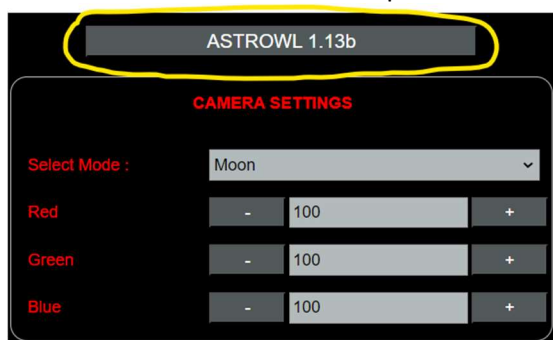 ASTROWL 1.13b
CAMERA SETTINGS
Select Mode : Moon
Red - 100 +
Green - 100 +
Blue - 100 +